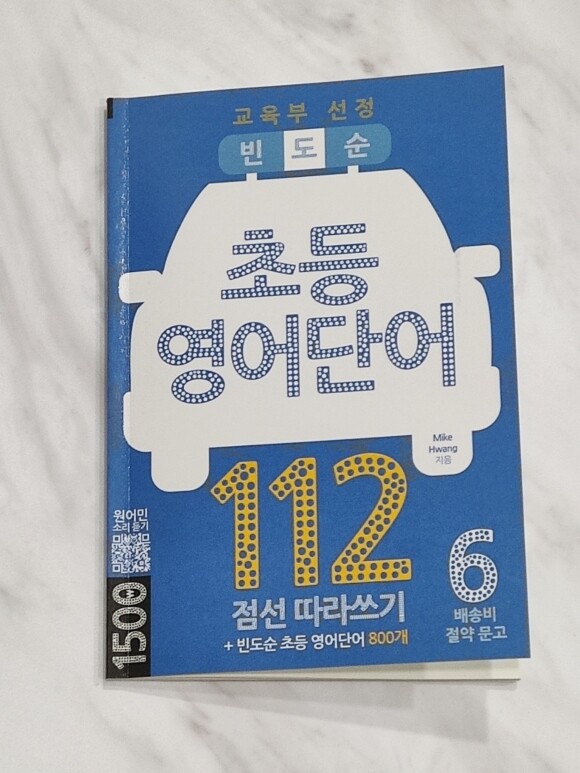 교육부 선정
빈 도 순
초등
영어단어
Mike
Hwang
지음
112
점선 따라쓰기
+ 빈도순 초등 영어단어 800개
원어민
소리 듣기
1500₩
6
배송비
절약 문고